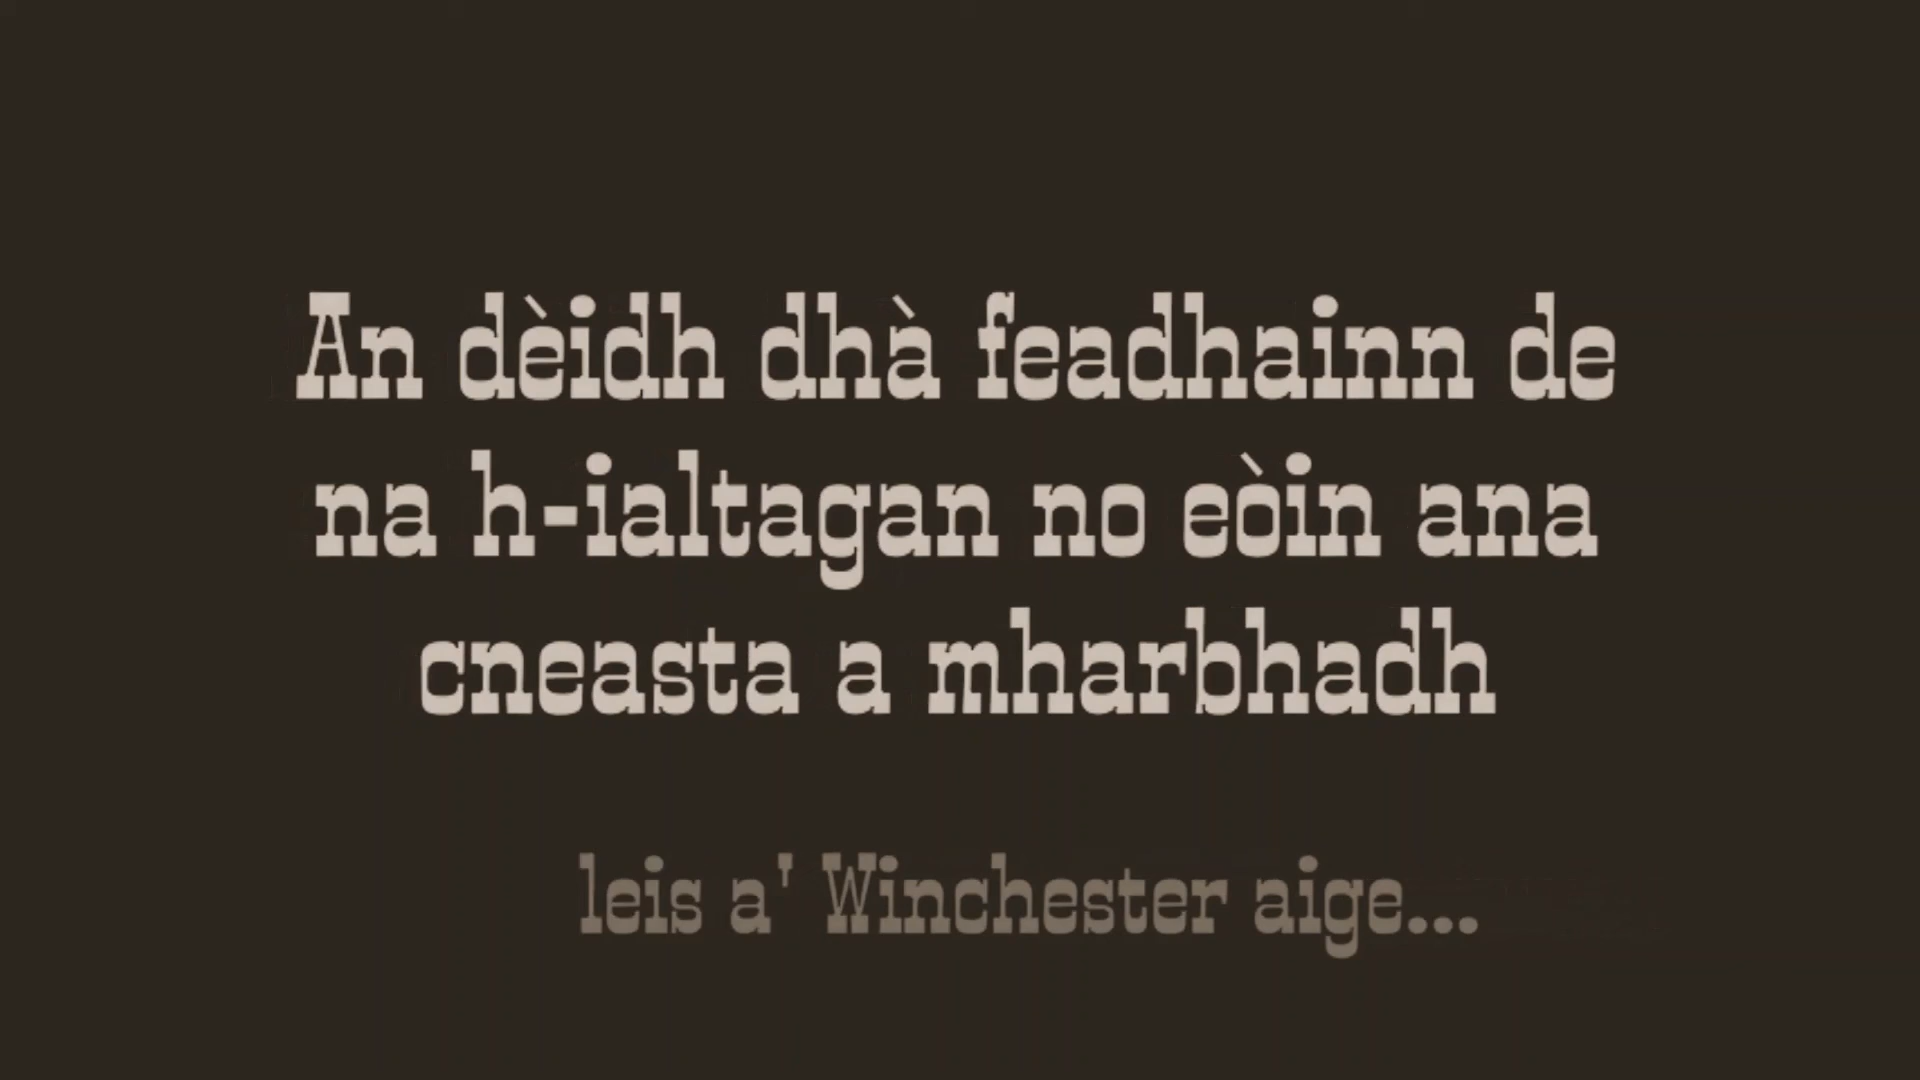 An dèidh dhà feadhainn de
na h-ialtagan no eòin ana
cneasta a mharbhadh
leis a' Winchester aige...